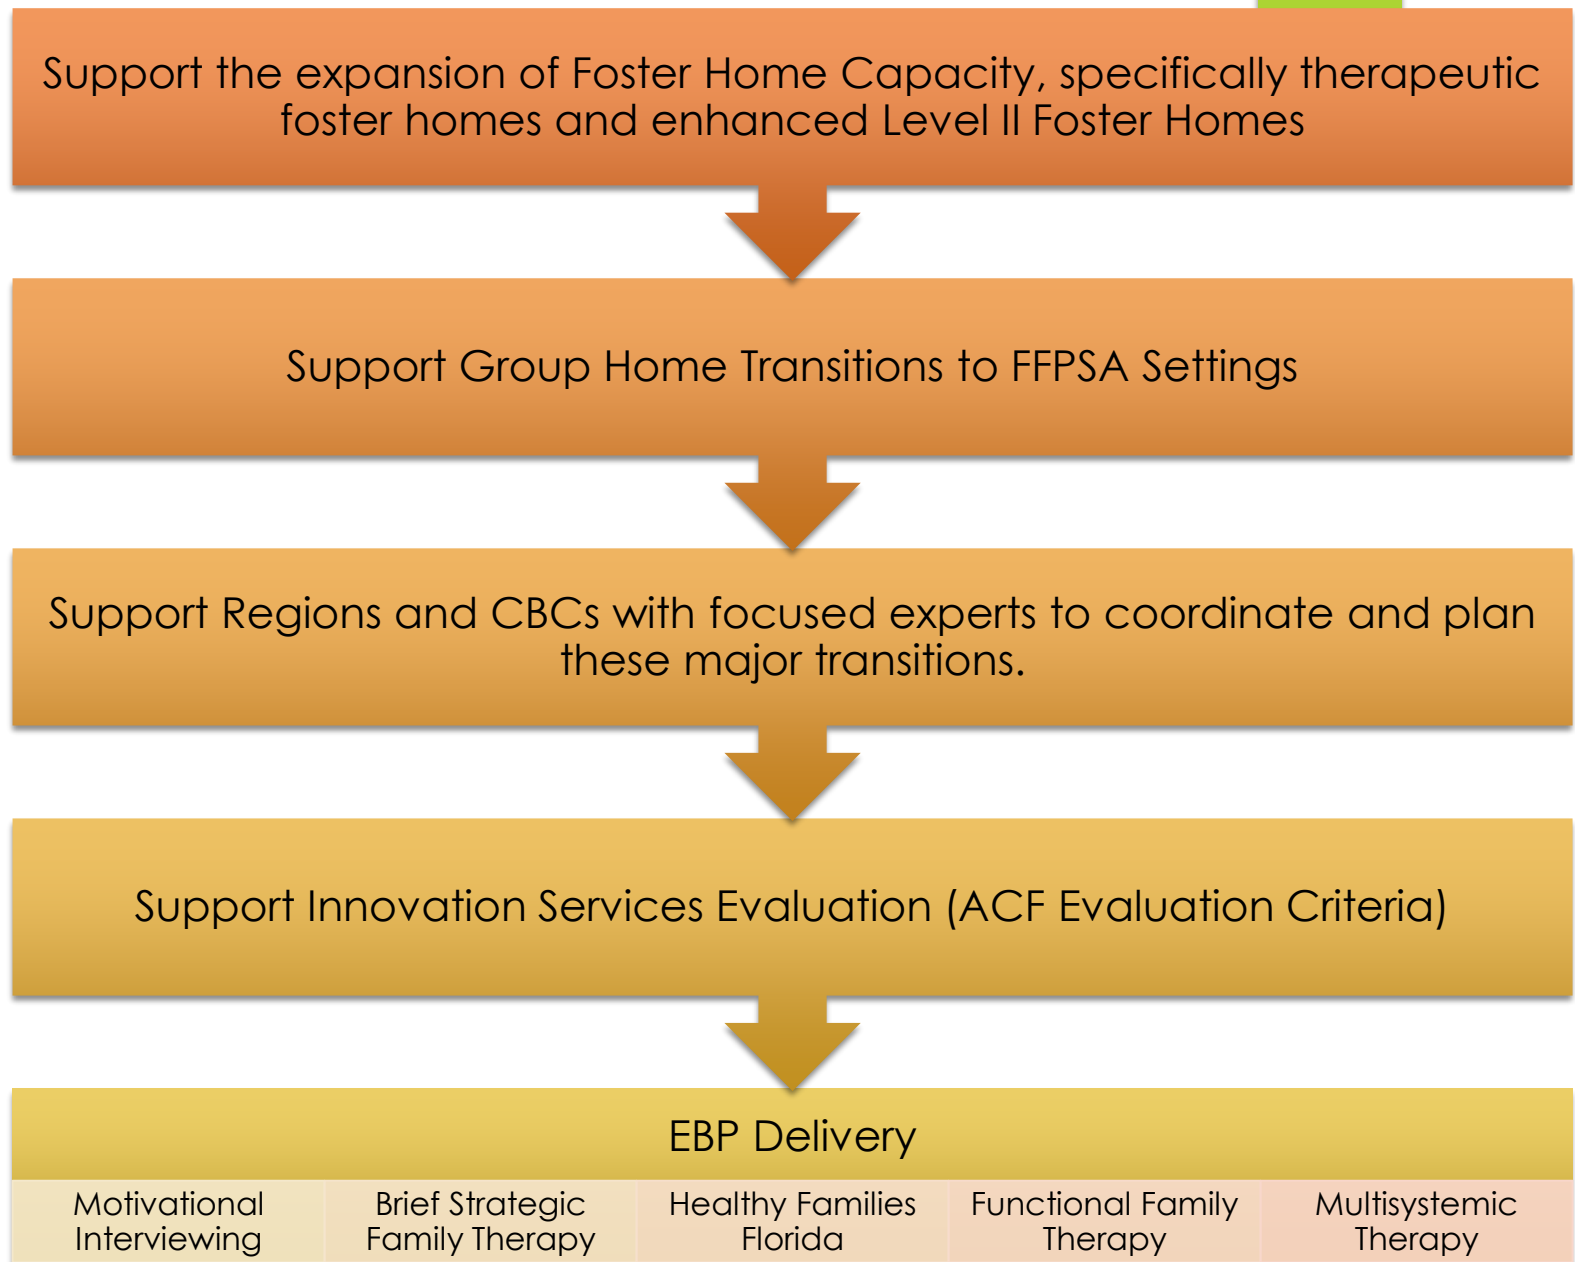 Support the expansion of Foster Home Capacity, specifically therapeutic
foster homes and enhanced Level II Foster Homes
Support Group Home Transitions to FFPSA Settings
Support Regions and CBCs with focused experts to coordinate and plan
these major transitions.
Support Innovation Services Evaluation (ACF Evaluation Criteria)
EBP Delivery
Motivational
Interviewing
Brief Strategic
Family Therapy
Healthy Families
Florida
Functional Family
Therapy
Multisystemic
Therapy